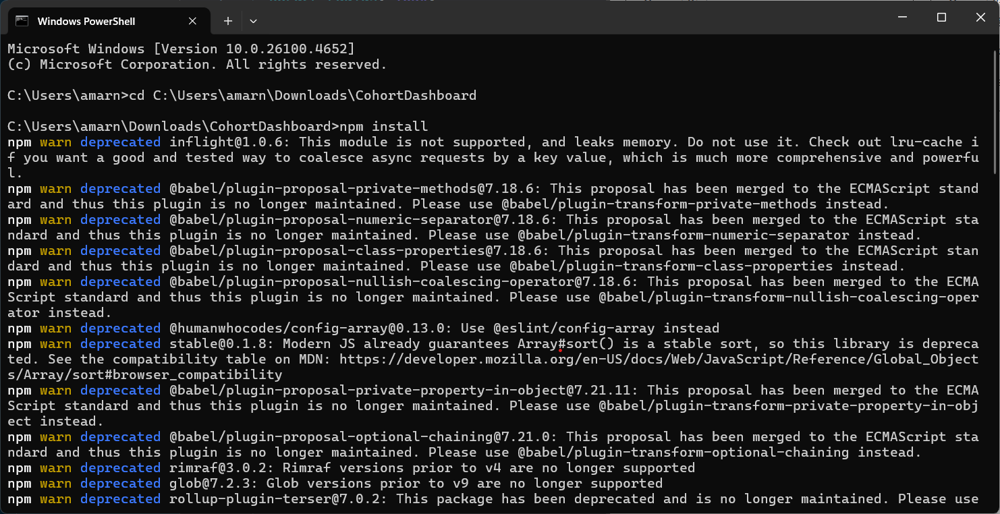 Windows PowerShell
Microsoft Windows [Version 10.0.26100.4652]
(c) Microsoft Corporation. All rights reserved.
C:\Users\amarn>cd C:\Users\amarn\Downloads\CohortDashboard
C:\Users\amarn\Downloads\CohortDashboard>npm install
npm warn deprecated inflight@1.0.6: This module is not supported, and leaks memory. Do not use it. Check out lru-cache i
f you want a good and tested way to coalesce async requests by a key value, which is much more comprehensive and powerfu
l.
npm warn deprecated @babel/plugin-proposal-private-methods@7.18.6: This proposal has been merged to the ECMAScript stand
ard and thus this plugin is no longer maintained. Please use @babel/plugin-transform-private-methods instead.
npm warn deprecated @babel/plugin-proposal-numeric-separator@7.18.6: This proposal has been merged to the ECMAScript sta
ndard and thus this plugin is no longer maintained. Please use @babel/plugin-transform-numeric-separator instead.
npm warn deprecated @babel/plugin-proposal-class-properties@7.18.6: This proposal has been merged to the ECMAScript stan
dard and thus this plugin is no longer maintained. Please use @babel/plugin-transform-class-properties instead.
npm warn deprecated @babel/plugin-proposal-nullish-coalescing-operator@7.18.6: This proposal has been merged to the ECMA
Script standard and thus this plugin is no longer maintained. Please use @babel/plugin-transform-nullish-coalescing-oper
ator instead.
npm warn deprecated @humanwhocodes/config-array@0.13.0: Use @eslint/config-array instead
npm warn deprecated stable@0.1.8: Modern JS already guarantees Array#sort() is a stable sort, so this library is depreca
ted. See the compatibility table on MDN: https://developer.mozilla.org/en-US/docs/Web/JavaScript/Reference/Global_Object
s/Array/sort#browser_compatibility
npm warn deprecated @babel/plugin-proposal-private-property-in-object@7.21.11: This proposal has been merged to the ECMA
Script standard and thus this plugin is no longer maintained. Please use @babel/plugin-transform-private-property-in-obj
ect instead.
npm warn deprecated @babel/plugin-proposal-optional-chaining@7.21.0: This proposal has been merged to the ECMAScript sta
ndard and thus this plugin is no longer maintained. Please use @babel/plugin-transform-optional-chaining instead.
npm warn deprecated rimraf@3.0.2: Rimraf versions prior to v4 are no longer supported
npm warn deprecated glob@7.2.3: Glob versions prior to v9 are no longer supported
npm warn deprecated rollup-plugin-terser@7.0.2: This package has been deprecated and is no longer maintained. Please use